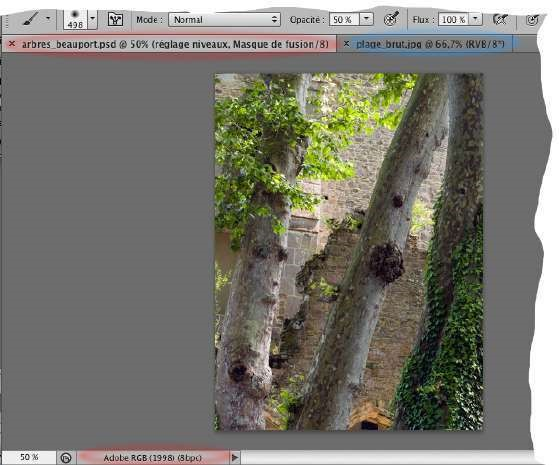 498 Mode : Normal Opacité : 50 % Flux : 100 %
× arbres_beauport.psd @ 50% (réglage niveaux, Masque de fusion/8) × plage_brut.jpg @ 66,7% (RVB/8*)
50 % Adobe RGB (1998) (8bpc)